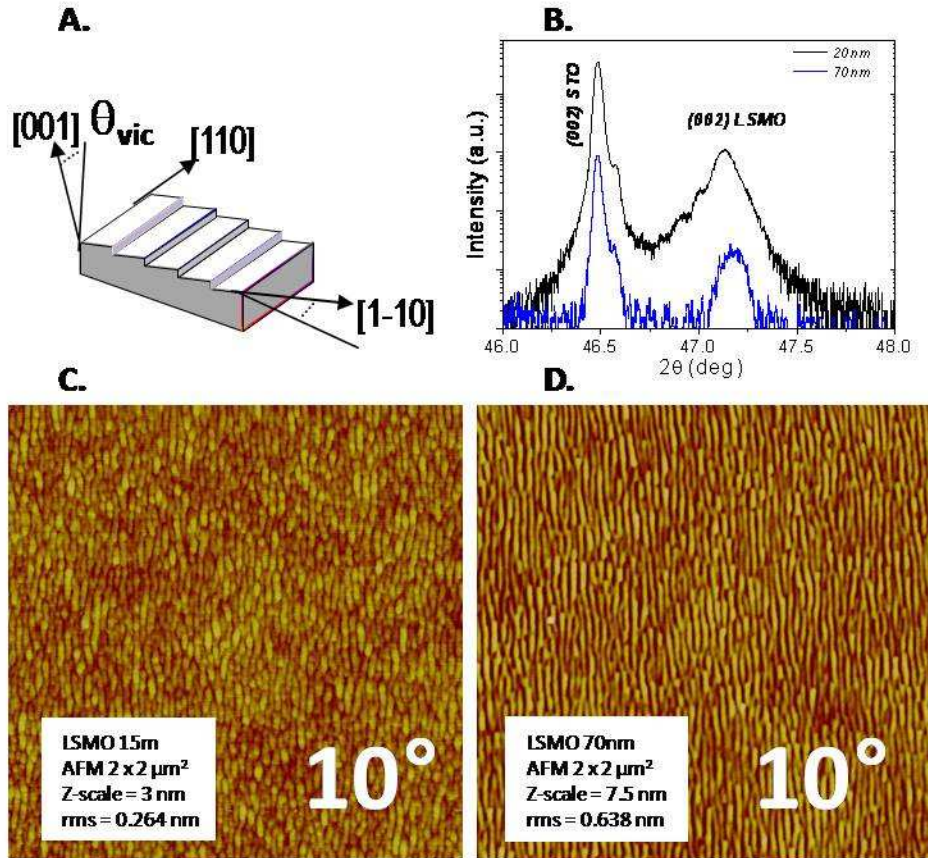 A.
[001] θvic
[110]
[1-10]
B.
20nm
70nm
(002) STO
(002) LSMO
Intensity (a.u.)
46.0 46.5 47.0 47.5 48.0
2θ (deg)
C.
LSMO 15m
AFM 2 x 2 µm²
Z-scale = 3 nm
rms = 0.264 nm
10°
D.
LSMO 70nm
AFM 2 x 2 µm²
Z-scale = 7.5 nm
rms = 0.638 nm
10°